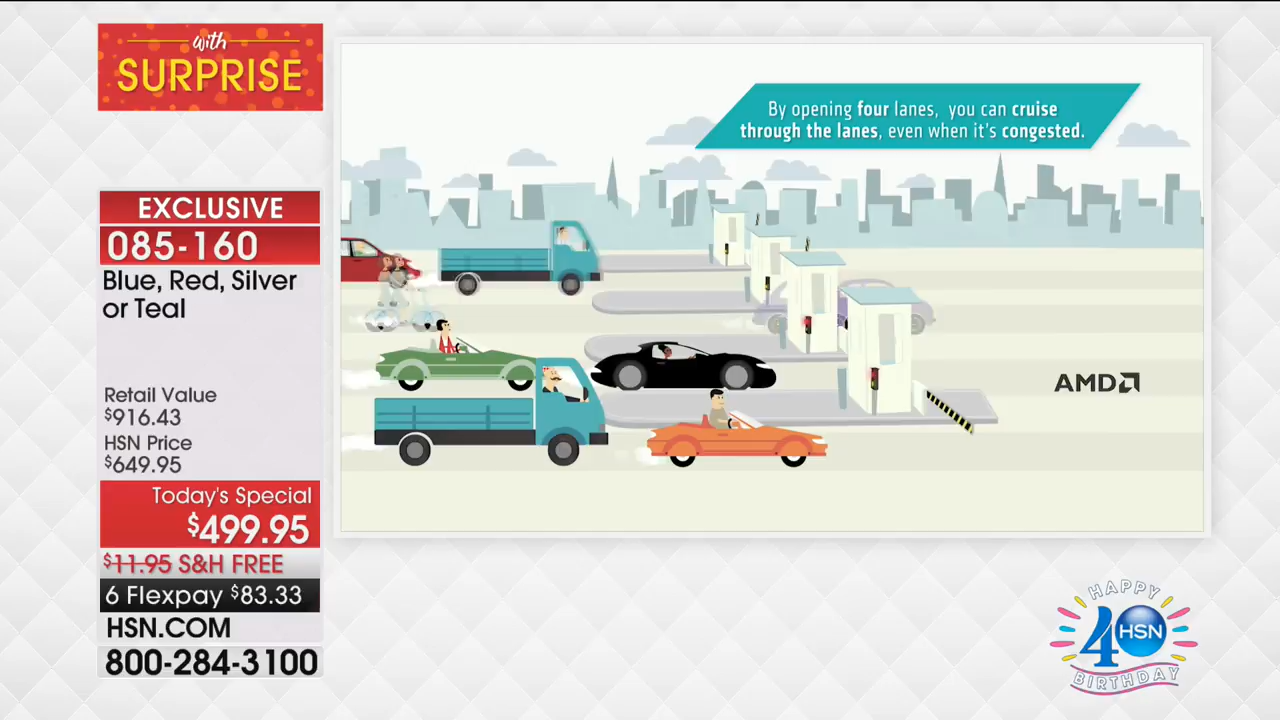 with
SURPRISE
EXCLUSIVE
085-160
Blue, Red, Silver
or Teal
Retail Value
$916.43
HSN Price
$649.95
Today's Special
$499.95
$11.95 S&H FREE
6 Flexpay $83.33
HSN.COM
800-284-3100
By opening four lanes, you can cruise
through the lanes, even when it's congested.
AMD
HAPPY
40
HSN
BIRTHDAY